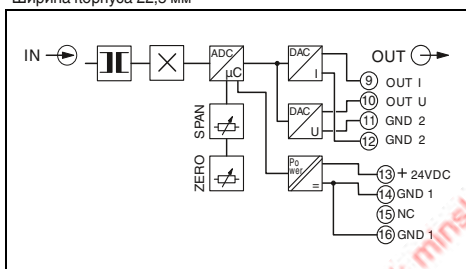 Ширина корпуса 22,5 мм
IN
OUT
ADC
µC
DAC
I
DAC
U
SPAN
ZERO
Po
wer
=
9 OUT I
10 OUT U
11 GND 2
12 GND 2
13 + 24VDC
14 GND 1
15 NC
16 GND 1
minst